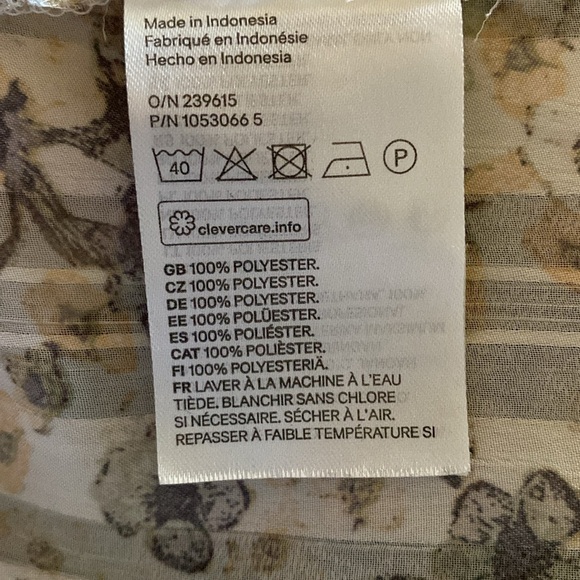 Made in Indonesia
Fabriqué en Indonésie
Hecho en Indonesia
O/N 239615
P/N 1053066 5
40 P
clevercare.info
GB 100% POLYESTER.
CZ 100% POLYESTER.
DE 100% POLYESTER.
EE 100% POLÜESTER.
ES 100% POLIÉSTER.
CAT 100% POLIÈSTER.
FI 100% POLYESTERIÄ.
FR LAVER À LA MACHINE À L'EAU
TIÈDE. BLANCHIR SANS CHLORE
SI NÉCESSAIRE. SÉCHER À L'AIR.
REPASSER À FAIBLE TEMPÉRATURE SI